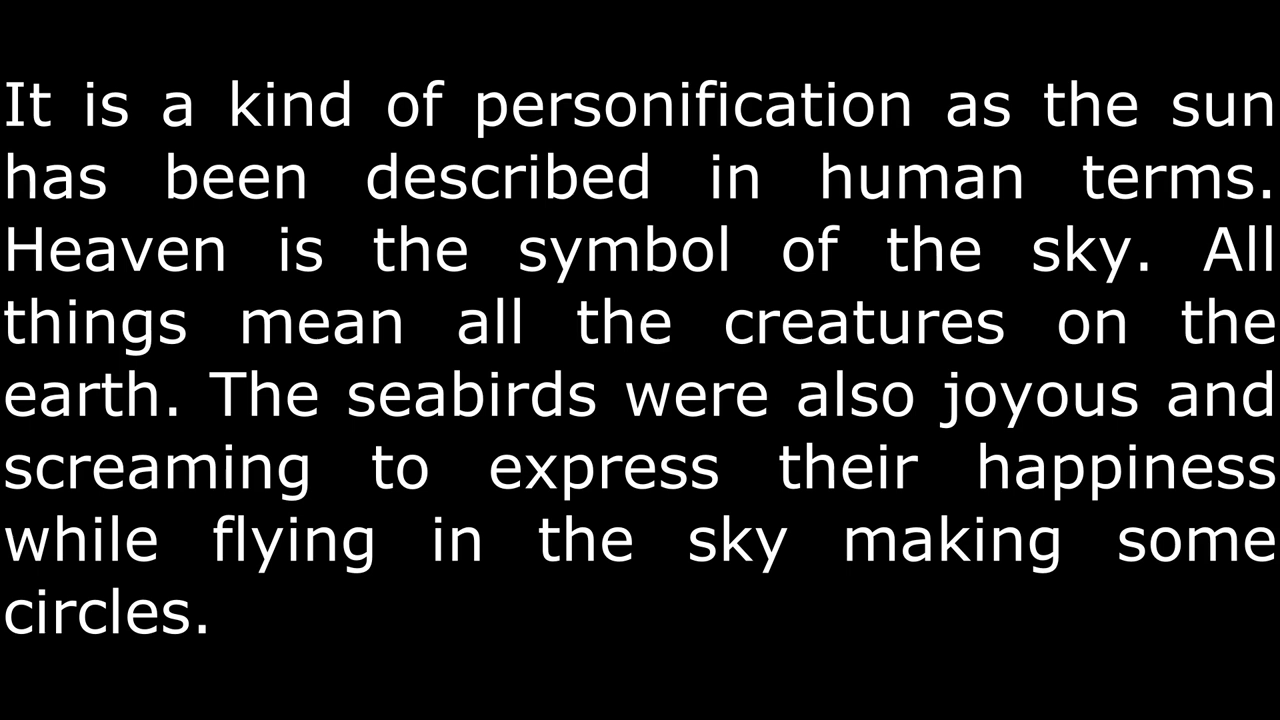 It is a kind of personification as the sun
has been described in human terms.
Heaven is the symbol of the sky. All
things mean all the creatures on the
earth. The seabirds were also joyous and
screaming to express their happiness
while flying in the sky making some
circles.